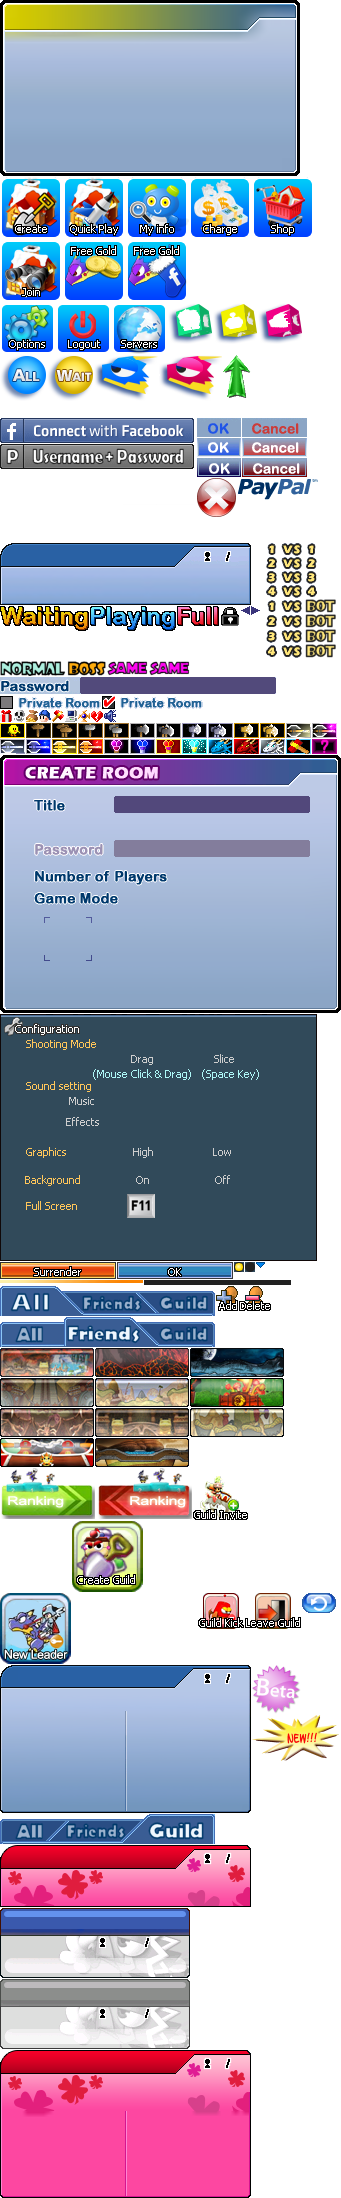 Create Quick Play My info Charge Shop
Join Free Gold Free Gold
Options Logout Servers
ALL WAIT
f Connect with Facebook OK Cancel
P Username + Password OK Cancel
OK Cancel
PayPal™
/
1 VS 1
2 VS 2
3 VS 3
4 VS 4
Waiting Playing Full
1 VS BOT
2 VS BOT
3 VS BOT
4 VS BOT
NORMAL BOSS SAME SAME
Password
Private Room Private Room
CREATE ROOM
Title
Password
Number of Players
Game Mode
Configuration
Shooting Mode
Drag Slice
(Mouse Click & Drag) (Space Key)
Sound setting
Music
Effects
Graphics High Low
Background On Off
Full Screen F11
Surrender OK
All Friends Guild Add Delete
All Friends Guild
Ranking Ranking Guild Invite
Create Guild
New Leader Guild Kick Leave Guild
/
Beta
NEW!!!
All Friends Guild
/
/
/
/